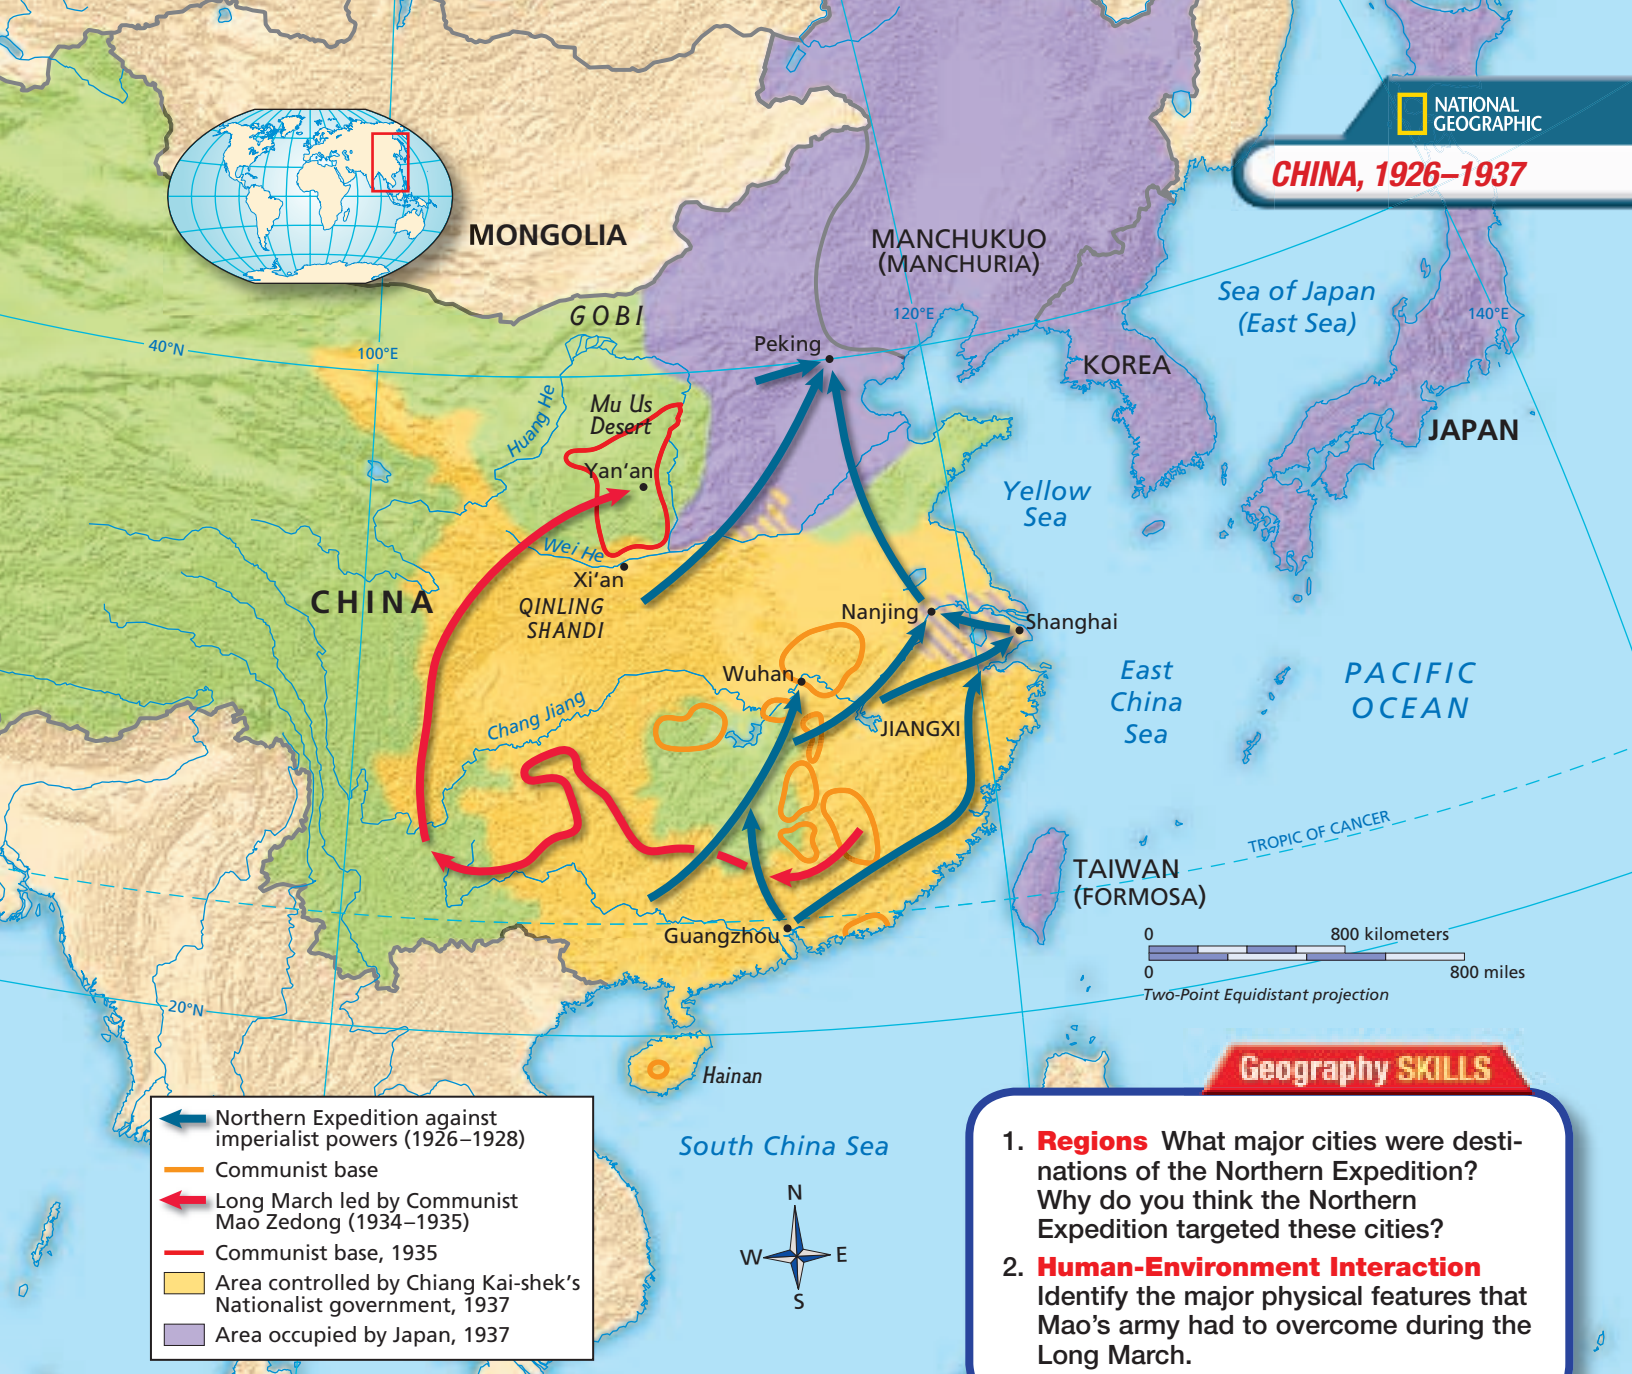 NATIONAL
GEOGRAPHIC
CHINA, 1926–1937
MONGOLIA
MANCHUKUO
(MANCHURIA)
GOBI
Sea of Japan
(East Sea)
120°E
140°E
40°N
100°E
Peking
KOREA
Huang He
Mu Us
Desert
JAPAN
Yan'an
Yellow
Sea
Wei He
Xi'an
CHINA
QINLING
SHANDI
Nanjing
Shanghai
Wuhan
East
China
Sea
PACIFIC
OCEAN
Chang Jiang
JIANGXI
TROPIC OF CANCER
TAIWAN
(FORMOSA)
Guangzhou
0
800 kilometers
0
800 miles
Two-Point Equidistant projection
20°N
Hainan
South China Sea
N
W
E
S
Northern Expedition against
imperialist powers (1926–1928)
Communist base
Long March led by Communist
Mao Zedong (1934–1935)
Communist base, 1935
Area controlled by Chiang Kai-shek's
Nationalist government, 1937
Area occupied by Japan, 1937
Geography SKILLS
1. Regions What major cities were desti-
nations of the Northern Expedition?
Why do you think the Northern
Expedition targeted these cities?
2. Human-Environment Interaction
Identify the major physical features that
Mao's army had to overcome during the
Long March.